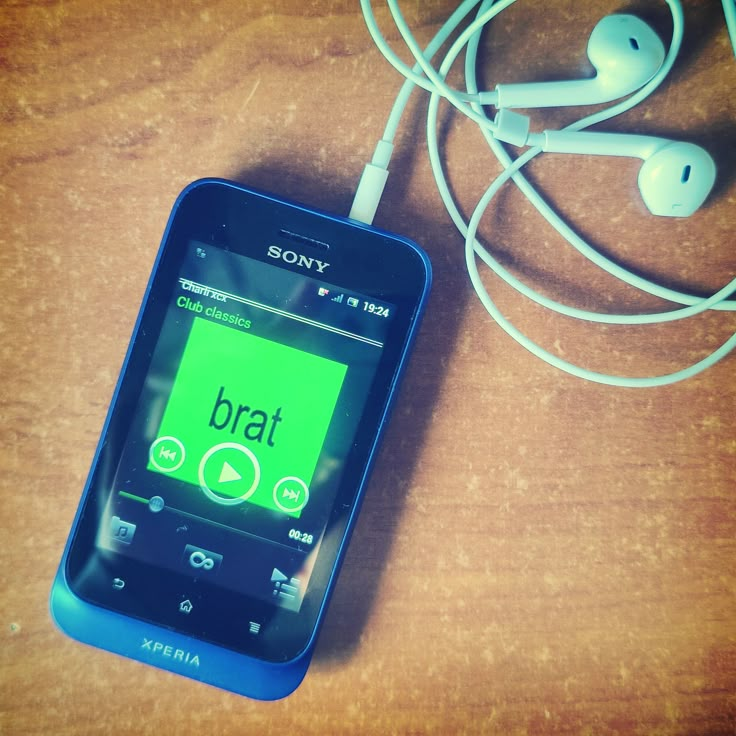 SONY
19:24
Charli xcx
Club classics
brat
00:28
XPERIA